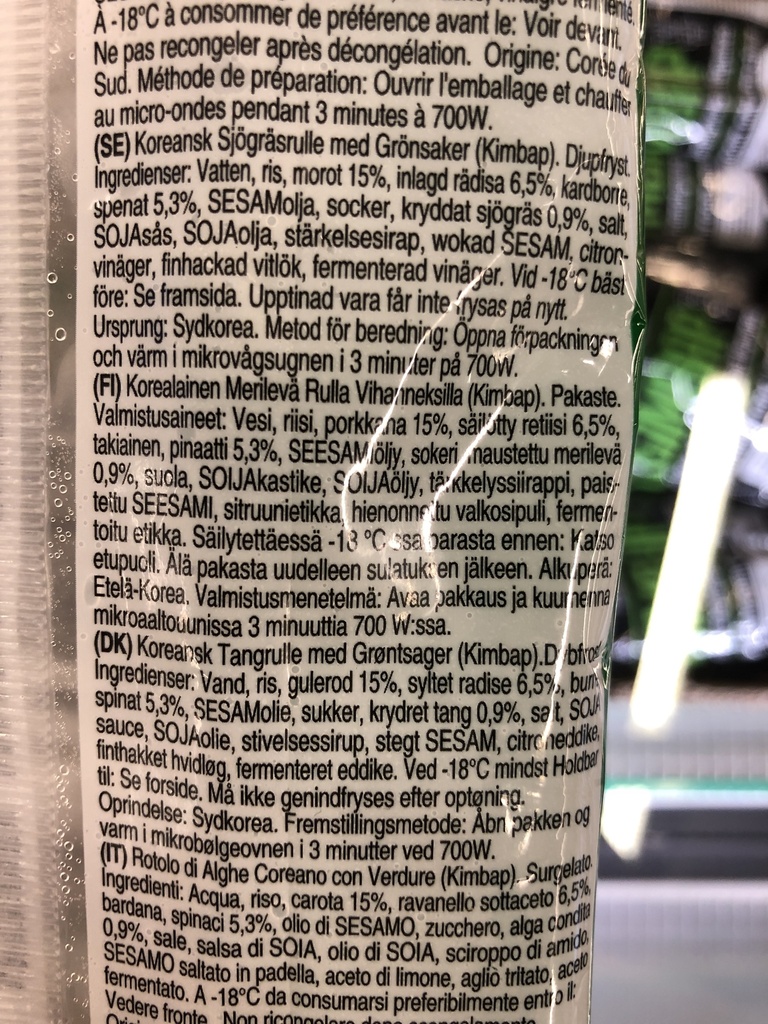 À -18°C à consommer de préférence avant le: Voir devant.
Ne pas recongeler après décongélation. Origine: Corée du
Sud. Méthode de préparation: Ouvrir l'emballage et chauffer
au micro-ondes pendant 3 minutes à 700W.
(SE) Koreansk Sjögräsrulle med Grönsaker (Kimbap). Djupfryst.
Ingredienser: Vatten, ris, morot 15%, inlagd rädisa 6,5%, kardborre,
spenat 5,3%, SESAMolja, socker, kryddat sjögräs 0,9%, salt,
SOJAsås, SOJAolja, stärkelsesirap, wokad SESAM, citron-
vinäger, finhackad vitlök, fermenterad vinäger. Vid -18°C bäst
före: Se framsida. Upptinad vara får inte frysas på nytt.
Ursprung: Sydkorea. Metod för beredning: Öppna förpackningen
och värm i mikrovågsugnen i 3 minuter på 700W.
(FI) Korealainen Merilevä Rulla Vihanneksilla (Kimbap). Pakaste.
Valmistusaineet: Vesi, riisi, porkkana 15%, säilötty retiisi 6,5%,
takiainen, pinaatti 5,3%, SEESAMiöljy, sokeri maustettu merilevä
0,9%, suola, SOIJAkastike, SOIJAöljy, tärkkelyssiirappi, pais-
tettu SEESAMI, sitruunietikka, hienonnettu valkosipuli, fermen-
toitu etikka. Säilytettäessä -18 °C:ssa parasta ennen: Katso
etupuoli. Älä pakasta uudelleen sulatuksen jälkeen. Alkuperä:
Etelä-Korea. Valmistusmenetelmä: Avaa pakkaus ja kuumenna
mikroaaltouunissa 3 minuuttia 700 W:ssa.
(DK) Koreansk Tangrulle med Grøntsager (Kimbap).Dybfrost
Ingredienser: Vand, ris, gulerod 15%, syltet radise 6,5%,
spinat 5,3%, SESAMolie, sukker, krydret tang 0,9%, salt, SOJA
sauce, SOJAolie, stivelsessirup, stegt SESAM, citroneddike,
finthakket hvidløg, fermenteret eddike. Ved -18°C mindst Holdbar
til: Se forside. Må ikke genindfryses efter optøning.
Oprindelse: Sydkorea. Fremstillingsmetode: Åbn pakken og
varm i mikrobølgeovnen i 3 minutter ved 700W.
(IT) Rotolo di Alghe Coreano con Verdure (Kimbap). Surgelato.
Ingredienti: Acqua, riso, carota 15%, ravanello sottaceto 6,5%,
bardana, spinaci 5,3%, olio di SESAMO, zucchero, alga condita
0,9%, sale, salsa di SOIA, olio di SOIA, sciroppo di amido,
SESAMO saltato in padella, aceto di limone, aglio tritato, aceto
fermentato. A -18°C da consumarsi preferibilmente entro il:
Vedere fronte. Non ricongelare dopo scongelamento.